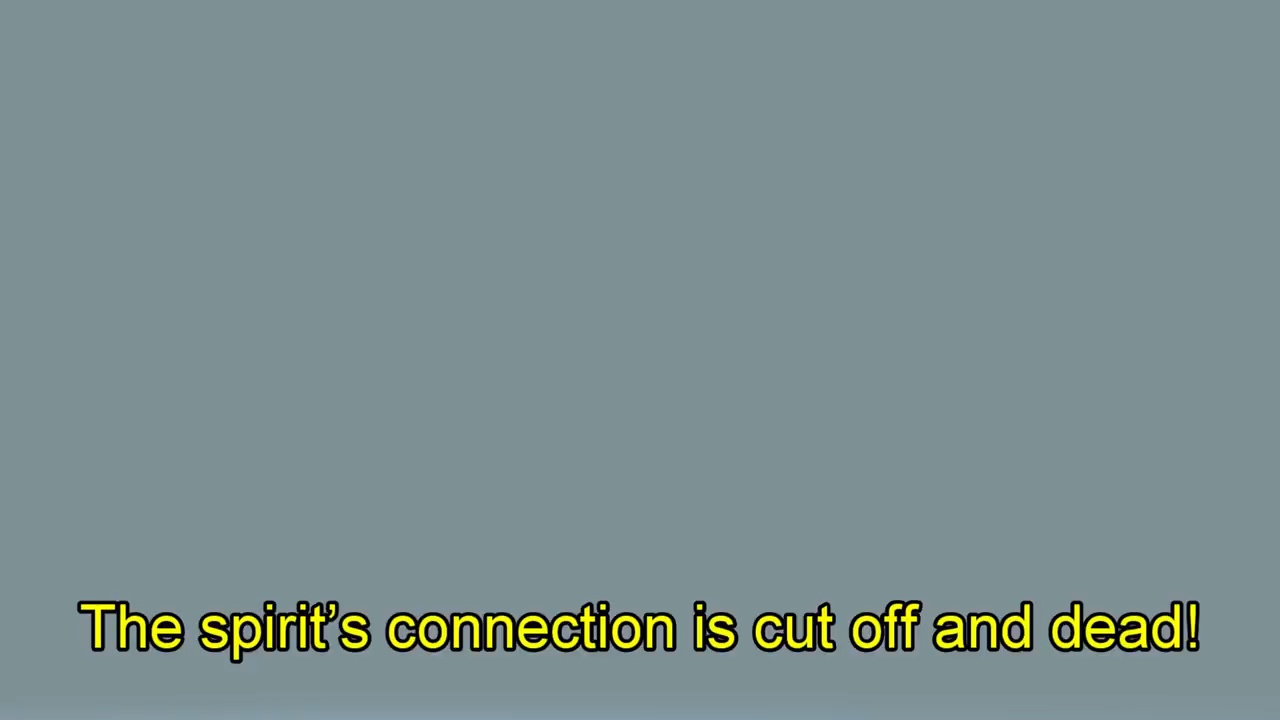 The spirit’s connection is cut off and dead!